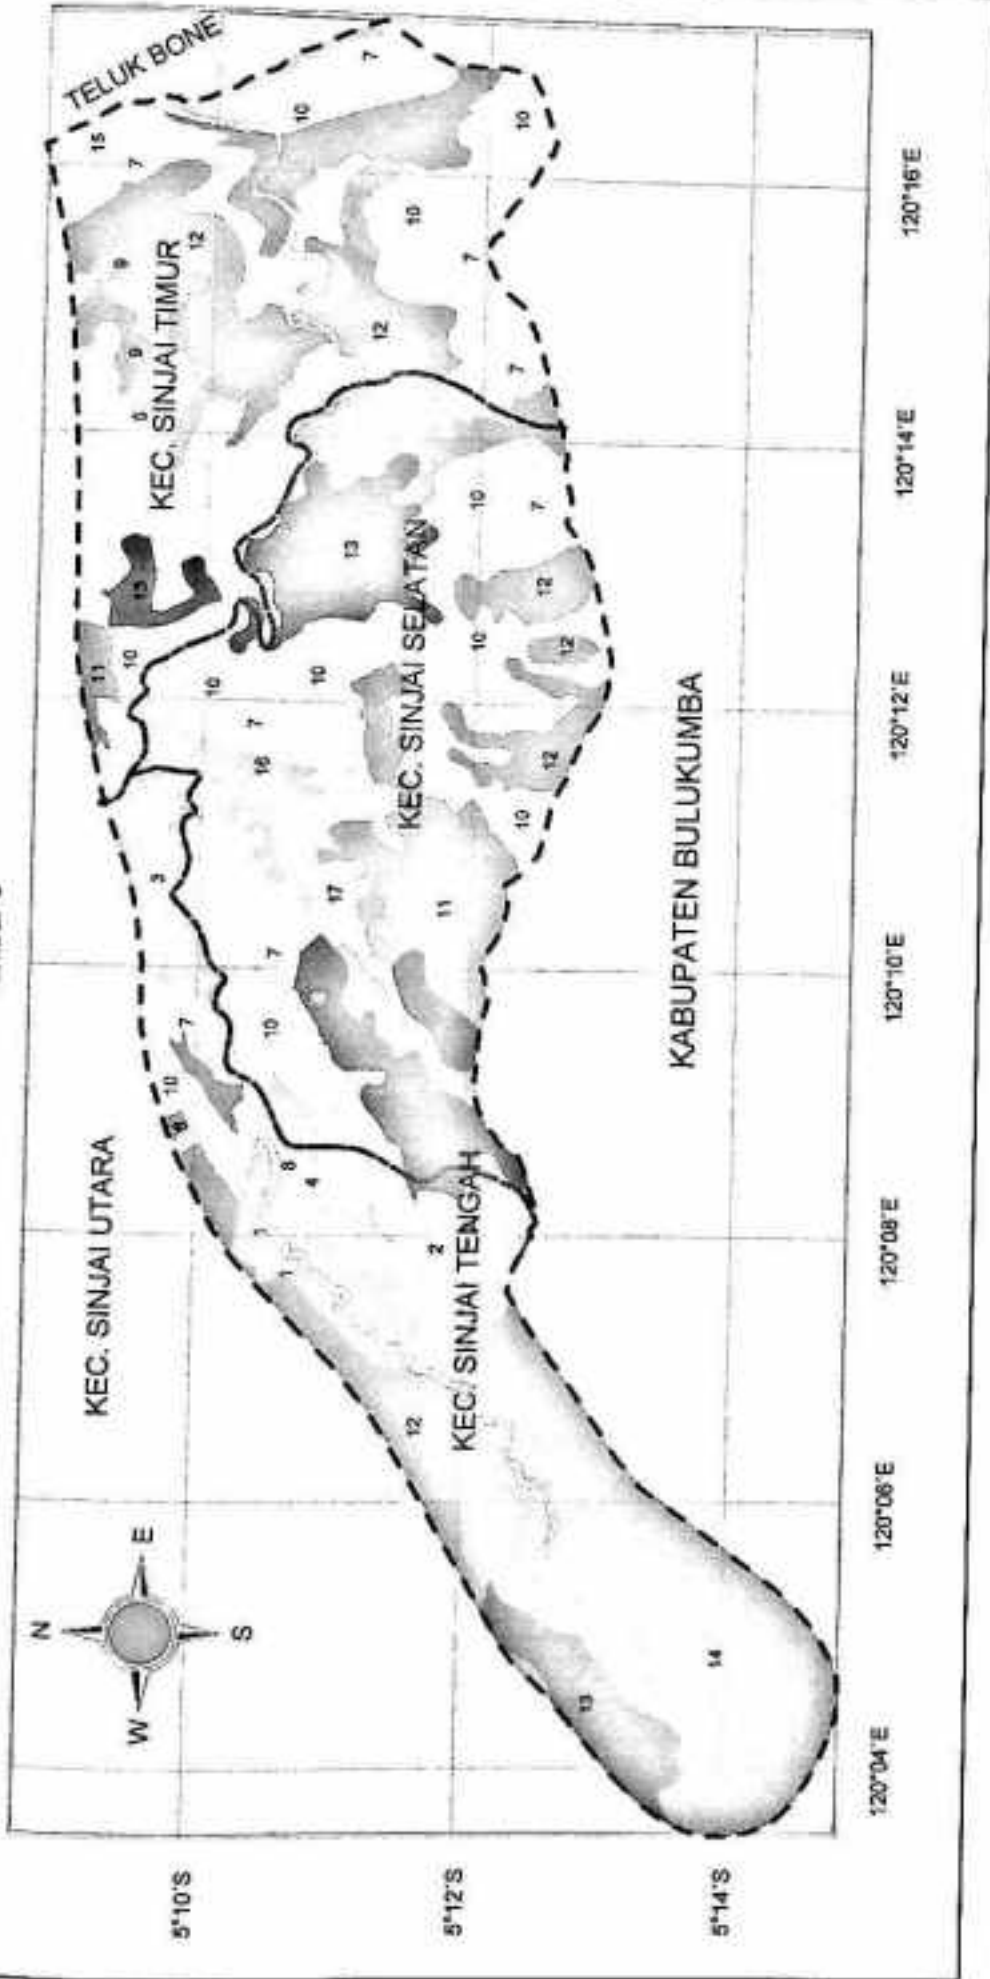 TELUK BONE
KEC. SINJAI UTARA
KEC. SINJAI TIMUR
KEC. SINJAI SELATAN
KEC. SINJAI TENGAH
KABUPATEN BULUKUMBA
N
E
S
W
15
7
7
10
10
9
12
10
7
9
12
7
11
10
10
10
13
10
7
12
10
12
7
16
12
10
3
17
11
7
10
7
10
8
4
1
2
12
13
14
5°10'S
5°12'S
5°14'S
120°04'E
120°06'E
120°08'E
120°10'E
120°12'E
120°14'E
120°16'E